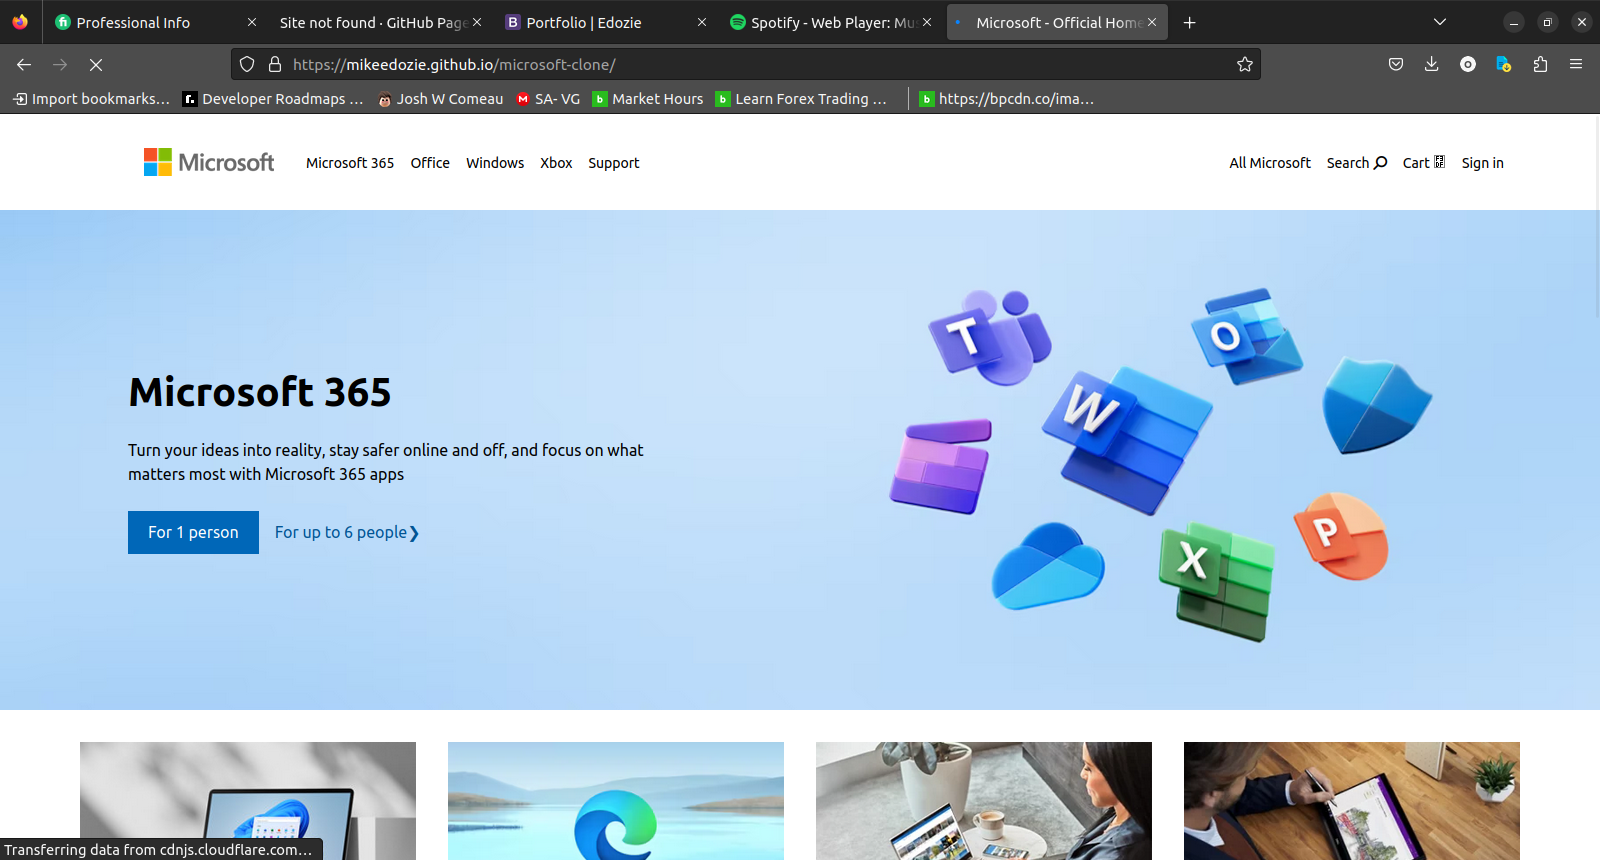 Professional Info
Site not found · GitHub Page
Portfolio | Edozie
Spotify - Web Player: Mu
Microsoft - Official Home
https://mikeedozie.github.io/microsoft-clone/
Import bookmarks...
Developer Roadmaps ...
Josh W Comeau
SA- VG
Market Hours
Learn Forex Trading ...
https://bpcdn.co/ima...
Microsoft
Microsoft 365
Office
Windows
Xbox
Support
All Microsoft
Search
Cart
Sign in
T
O
W
X
P
Microsoft 365
Turn your ideas into reality, stay safer online and off, and focus on what
matters most with Microsoft 365 apps
For 1 person
For up to 6 people❯
Transferring data from cdnjs.cloudflare.com...